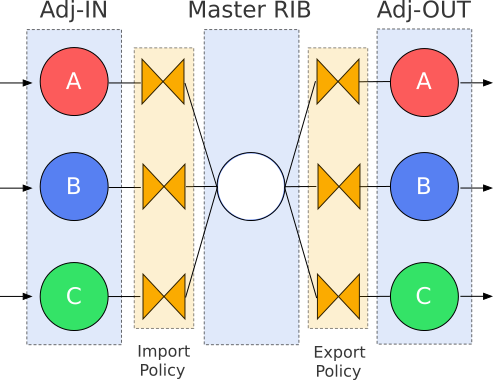 Adj-IN Master RIB Adj-OUT
A A
B B
C C
Import Export
Policy Policy